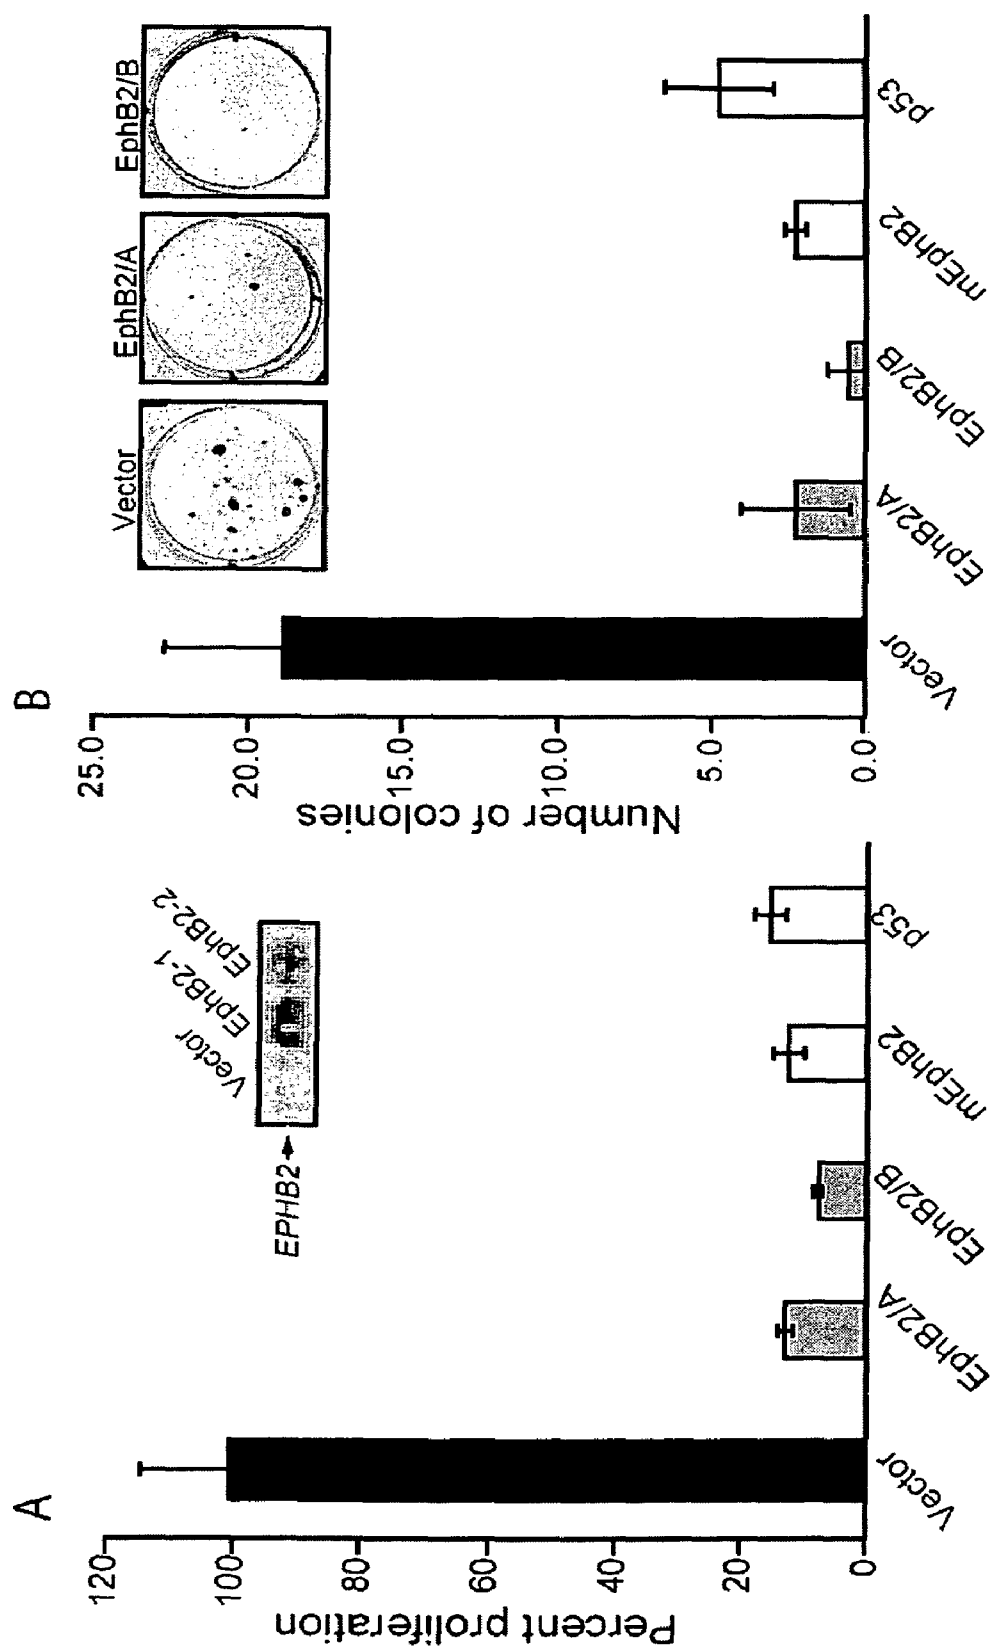 A
Percent proliferation
120
100
80
60
40
20
0
EPHB2
Vector
EphB2-1
EphB2-2
Vector
EphB2/A
EphB2/B
mEphB2
p53
B
Number of colonies
25.0
20.0
15.0
10.0
5.0
0.0
Vector
EphB2/A
EphB2/B
Vector
EphB2/A
EphB2/B
mEphB2
p53